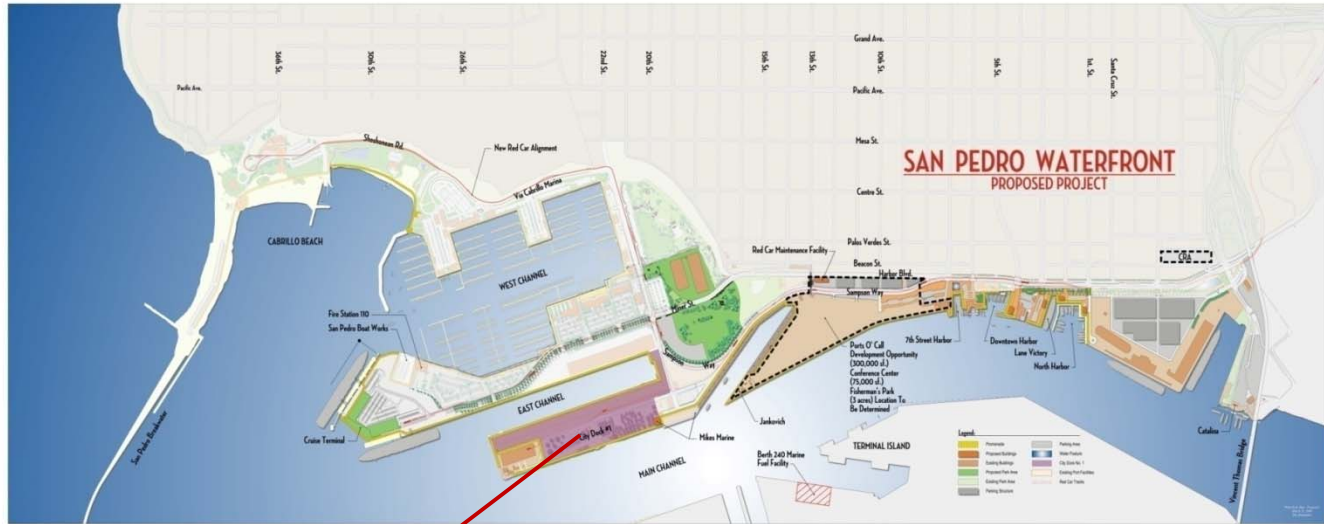 Grand Ave.
36th St.
30th St.
26th St.
22nd St.
20th St.
15th St.
13th St.
10th St.
5th St.
1st. St.
Santa Cruz St.
Pacific Ave.
Pacific Ave.
Shoshonean Rd.
New Red Car Alignment
Mesa St.
SAN PEDRO WATERFRONT
PROPOSED PROJECT
Via Cabrillo Marina
Centre St.
CABRILLO BEACH
Red Car Maintenance Facility
Palos Verdes St.
Beacon St.
Harbor Blvd.
CRA
WEST CHANNEL
Sampson Way
Miner St.
Fire Station 110
San Pedro Boat Works
Way
7th Street Harbor
Downtown Harbor
Lane Victory
North Harbor
Ports O' Call
Development Opportunity
(300,000 sf.)
Conference Center
(75,000 sf.)
Fisherman's Park
(3 acres) Location To
Be Determined
EAST CHANNEL
Jankovich
Cruise Terminal
City Dock #1
Mikes Marine
MAIN CHANNEL
TERMINAL ISLAND
Berth 240 Marine
Fuel Facility
Catalina
San Pedro Breakwater
Vincent Thomas Bridge
Legend:
Promenade
Proposed Buildings
Existing Buildings
Proposed Park Area
Existing Park Area
Parking Structure
Parking Area
Water Feature
City Dock No. 1
Existing Port Facilities
Red Car Tracks